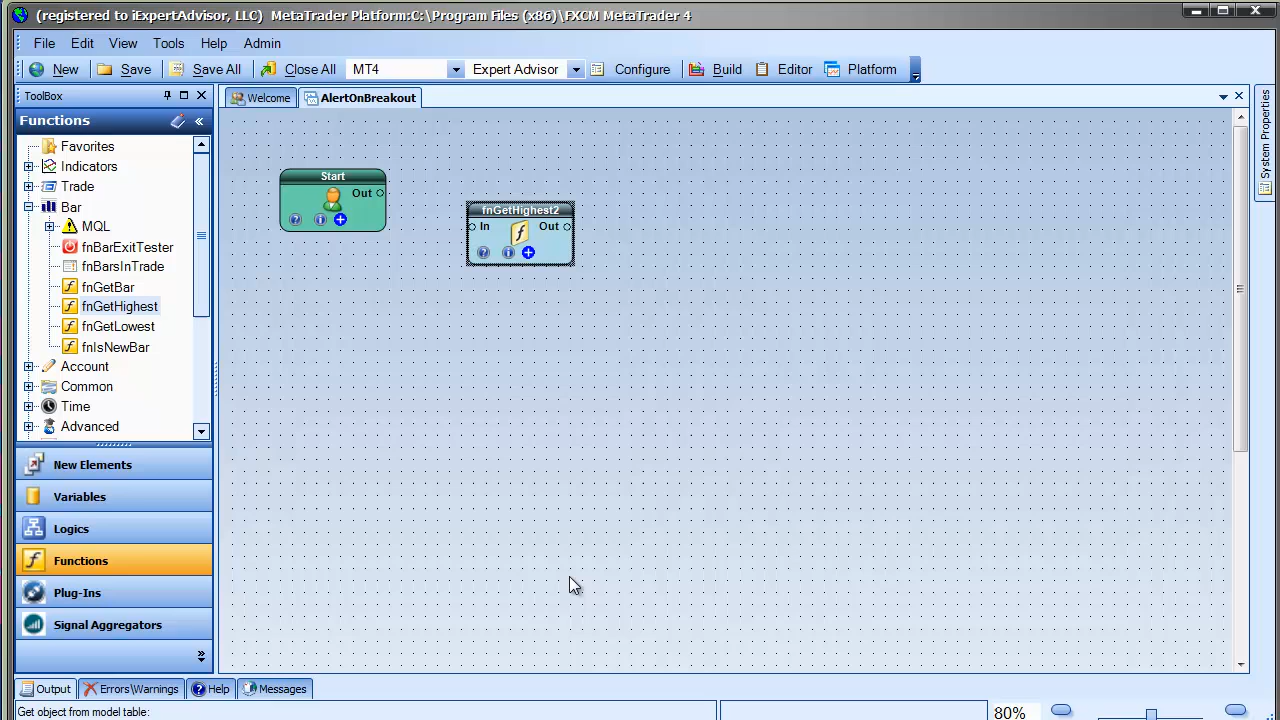 (registered to iExpertAdvisor, LLC) MetaTrader Platform:C:\Program Files (x86)\FXCM MetaTrader 4
File Edit View Tools Help Admin
New Save Save All Close All MT4 Expert Advisor Configure Build Editor Platform
ToolBox
Welcome AlertOnBreakout
Functions
Favorites
Indicators
Trade
Bar
MQL
fnBarExitTester
fnBarsInTrade
fnGetBar
fnGetHighest
fnGetLowest
fnIsNewBar
Account
Common
Time
Advanced
New Elements
Variables
Logics
Functions
Plug-Ins
Signal Aggregators
Start
Out
fnGetHighest2
In Out
System Properties
Output Errors\Warnings Help Messages
Get object from model table:
80%